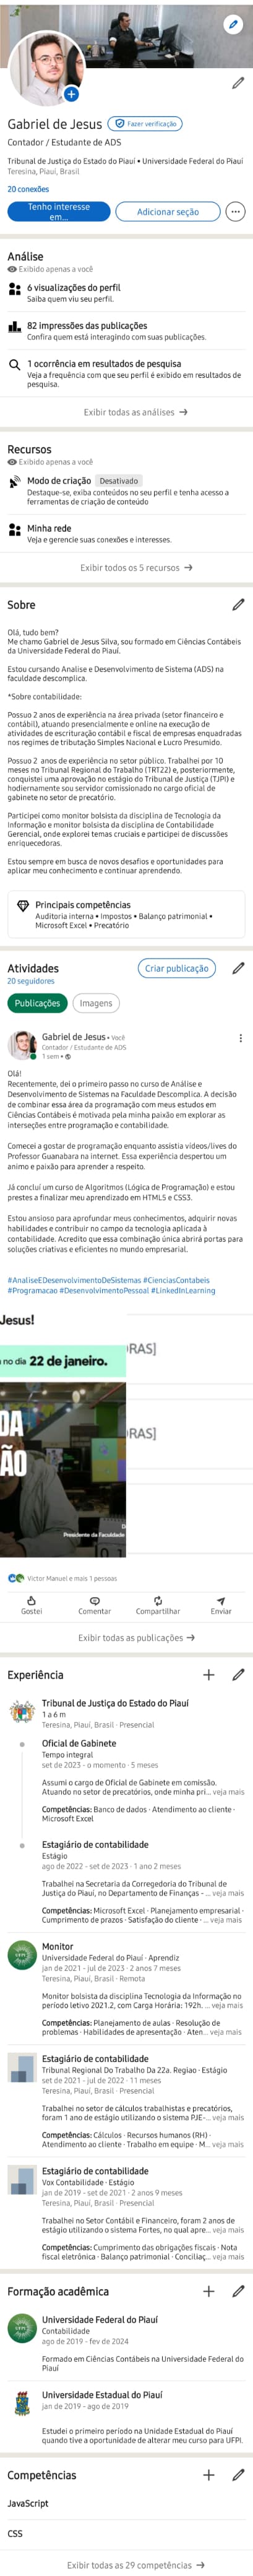 Gabriel de Jesus
Fazer verificação
Contador / Estudante de ADS
Tribunal de Justiça do Estado do Piauí • Universidade Federal do Piauí
Teresina, Piauí, Brasil
20 conexões
Tenho interesse
em...
Adicionar seção
Análise
Exibido apenas a você
6 visualizações do perfil
Saiba quem viu seu perfil.
82 impressões das publicações
Confira quem está interagindo com suas publicações.
1 ocorrência em resultados de pesquisa
Veja a frequência com que seu perfil é exibido em resultados de
pesquisa.
Exibir todas as análises →
Recursos
Exibido apenas a você
Modo de criação Desativado
Destaque-se, exiba conteúdos no seu perfil e tenha acesso a
ferramentas de criação de conteúdo
Minha rede
Veja e gerencie suas conexões e interesses.
Exibir todos os 5 recursos →
Sobre
Olá, tudo bem?
Me chamo Gabriel de Jesus Silva, sou formado em Ciências Contábeis
da Universidade Federal do Piauí.
Estou cursando Analise e Desenvolvimento de Sistema (ADS) na
faculdade descomplica.
*Sobre contabilidade:
Possuo 2 anos de experiência na área privada (setor financeiro e
contábil), atuando presencialmente e online na execução de
atividades de escrituração contábil e fiscal de empresas enquadradas
nos regimes de tributação Simples Nacional e Lucro Presumido.
Possuo 2 anos de experiência no setor público. Trabalhei por 10
meses no Tribunal Regional do Trabalho (TRT22) e, posteriormente,
conquistei uma aprovação no estágio do Tribunal de Justiça (TJPI) e
hodiernamente sou servidor comissionado no cargo oficial de
gabinete no setor de precatório.
Participei como monitor bolsista da disciplina de Tecnologia da
Informação e monitor bolsista da disciplina de Contabilidade
Gerencial, onde explorei temas cruciais e participei de discussões
enriquecedoras.
Estou sempre em busca de novos desafios e oportunidades para
aplicar meu conhecimento e continuar aprendendo.
Principais competências
Auditoria interna • Impostos • Balanço patrimonial •
Microsoft Excel • Precatório
Atividades
Criar publicação
20 seguidores
Publicações
Imagens
Gabriel de Jesus • Você
Contador / Estudante de ADS
1 sem •
Olá!
Recentemente, dei o primeiro passo no curso de Análise e
Desenvolvimento de Sistemas na Faculdade Descomplica. A decisão
de combinar essa área da programação com meus estudos em
Ciências Contábeis é motivada pela minha paixão em explorar as
interseções entre programação e contabilidade.
Comecei a gostar de programação enquanto assistia vídeos/lives do
Professor Guanabara na internet. Essa experiência despertou um
animo e paixão para aprender a respeito.
Já conclui um curso de Algoritmos (Lógica de Programação) e estou
prestes a finalizar meu aprendizado em HTML5 e CSS3.
Estou ansioso para aprofundar meus conhecimentos, adquirir novas
habilidades e contribuir no campo da tecnologia aplicada à
contabilidade. Acredito que essa combinação única abrirá portas para
soluções criativas e eficientes no mundo empresarial.
#AnaliseEDesenvolvimentoDeSistemas #CienciasContabeis
#Programacao #DesenvolvimentoPessoal #LinkedInLearning
Jesus!
RAS]
no dia 22 de janeiro.
DA
ÃO
ORAS]
Presidente da Faculdade
Victor Manuel e mais 1 pessoas
Gostei
Comentar
Compartilhar
Enviar
Exibir todas as publicações →
Experiência
Tribunal de Justiça do Estado do Piauí
1 a 6 m
Teresina, Piauí, Brasil · Presencial
Oficial de Gabinete
Tempo integral
set de 2023 - o momento · 5 meses
Assumi o cargo de Oficial de Gabinete em comissão.
Atuando no setor de precatórios, onde minha pri... veja mais
Competências: Banco de dados · Atendimento ao cliente ·
Microsoft Excel
Estagiário de contabilidade
Estágio
ago de 2022 - set de 2023 · 1 ano 2 meses
Trabalhei na Secretaria da Corregedoria do Tribunal de
Justiça do Piauí, no Departamento de Finanças - ... veja mais
Competências: Microsoft Excel · Planejamento empresarial ·
Cumprimento de prazos · Satisfação do cliente · ... veja mais
Monitor
Universidade Federal do Piauí · Aprendiz
jan de 2021 - jul de 2023 · 2 anos 7 meses
Teresina, Piauí, Brasil · Remota
Monitor bolsista da disciplina Tecnologia da Informação no
período letivo 2021.2, com Carga Horária: 192h. ... veja mais
Competências: Planejamento de aulas · Resolução de
problemas · Habilidades de apresentação · Aten... veja mais
Estagiário de contabilidade
Tribunal Regional Do Trabalho Da 22a. Regiao · Estágio
set de 2021 - jul de 2022 · 11 meses
Teresina, Piauí, Brasil · Presencial
Trabalhei no setor de cálculos trabalhistas e precatórios,
foram 1 ano de estágio utilizando o sistema PJE-... veja mais
Competências: Cálculos · Recursos humanos (RH) ·
Atendimento ao cliente · Trabalho em equipe · M... veja mais
Estagiário de contabilidade
Vox Contabilidade · Estágio
jan de 2019 - set de 2021 · 2 anos 9 meses
Teresina, Piauí, Brasil · Presencial
Trabalhei no Setor Contábil e Financeiro, foram 2 anos de
estágio utilizando o sistema Fortes, no qual apre... veja mais
Competências: Cumprimento das obrigações fiscais · Nota
fiscal eletrônica · Balanço patrimonial · Conciliaç... veja mais
Formação acadêmica
Universidade Federal do Piauí
Contabilidade
ago de 2019 - fev de 2024
Formado em Ciências Contábeis na Universidade Federal do
Piauí
Universidade Estadual do Piauí
jan de 2019 - ago de 2019
Estudei o primeiro período na Unidade Estadual do Piauí
quando tive a oportunidade de alterar meu curso para UFPI.
Competências
JavaScript
CSS
Exibir todas as 29 competências →